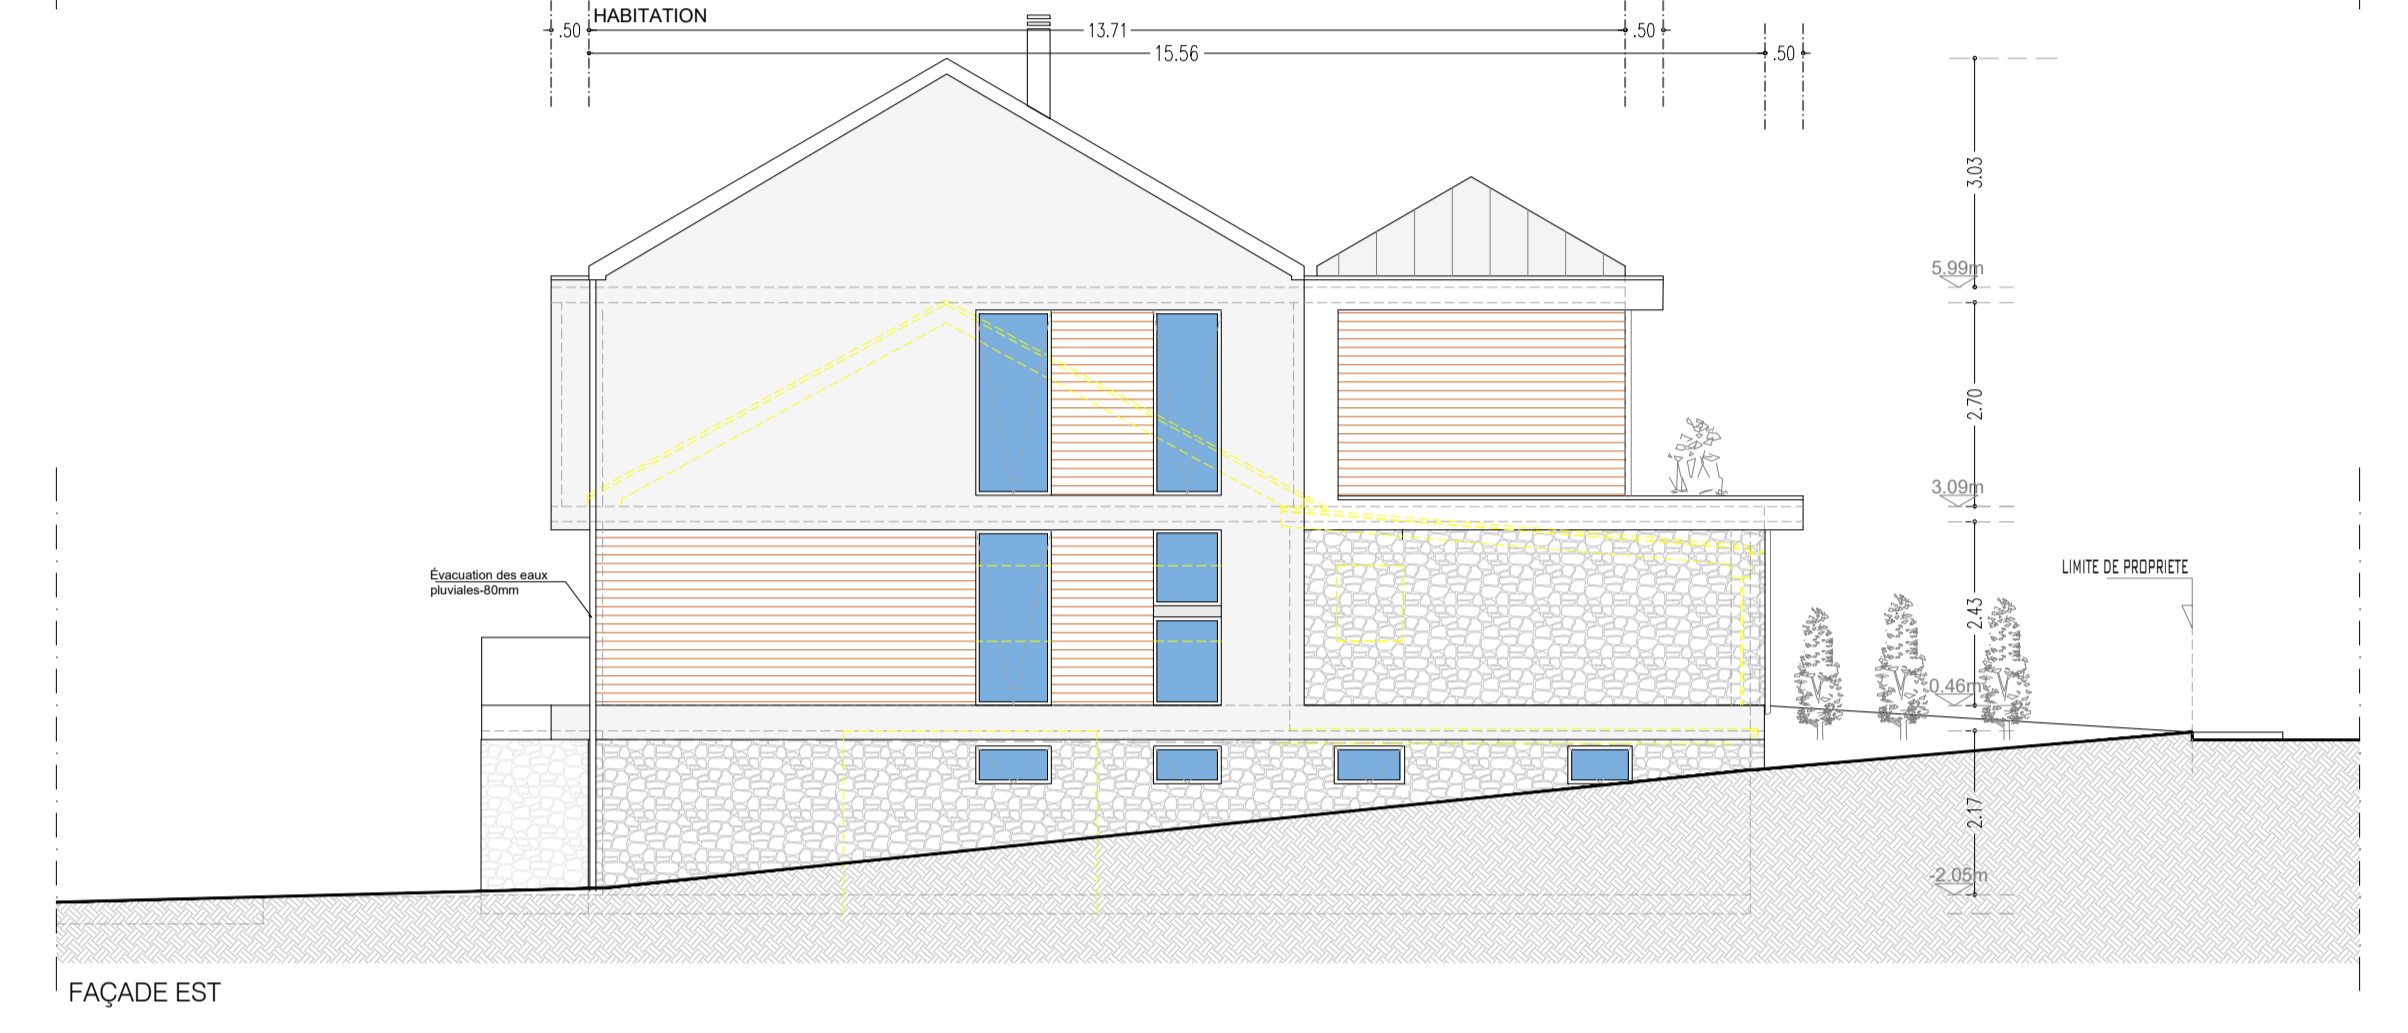 HABITATION
.50
13.71
.50
15.56
.50
3.03
5.99m
2.70
3.09m
LIMITE DE PROPRIETE
Évacuation des eaux
pluviales-80mm
2.43
0.46m
2.17
-2.05m
FAÇADE EST